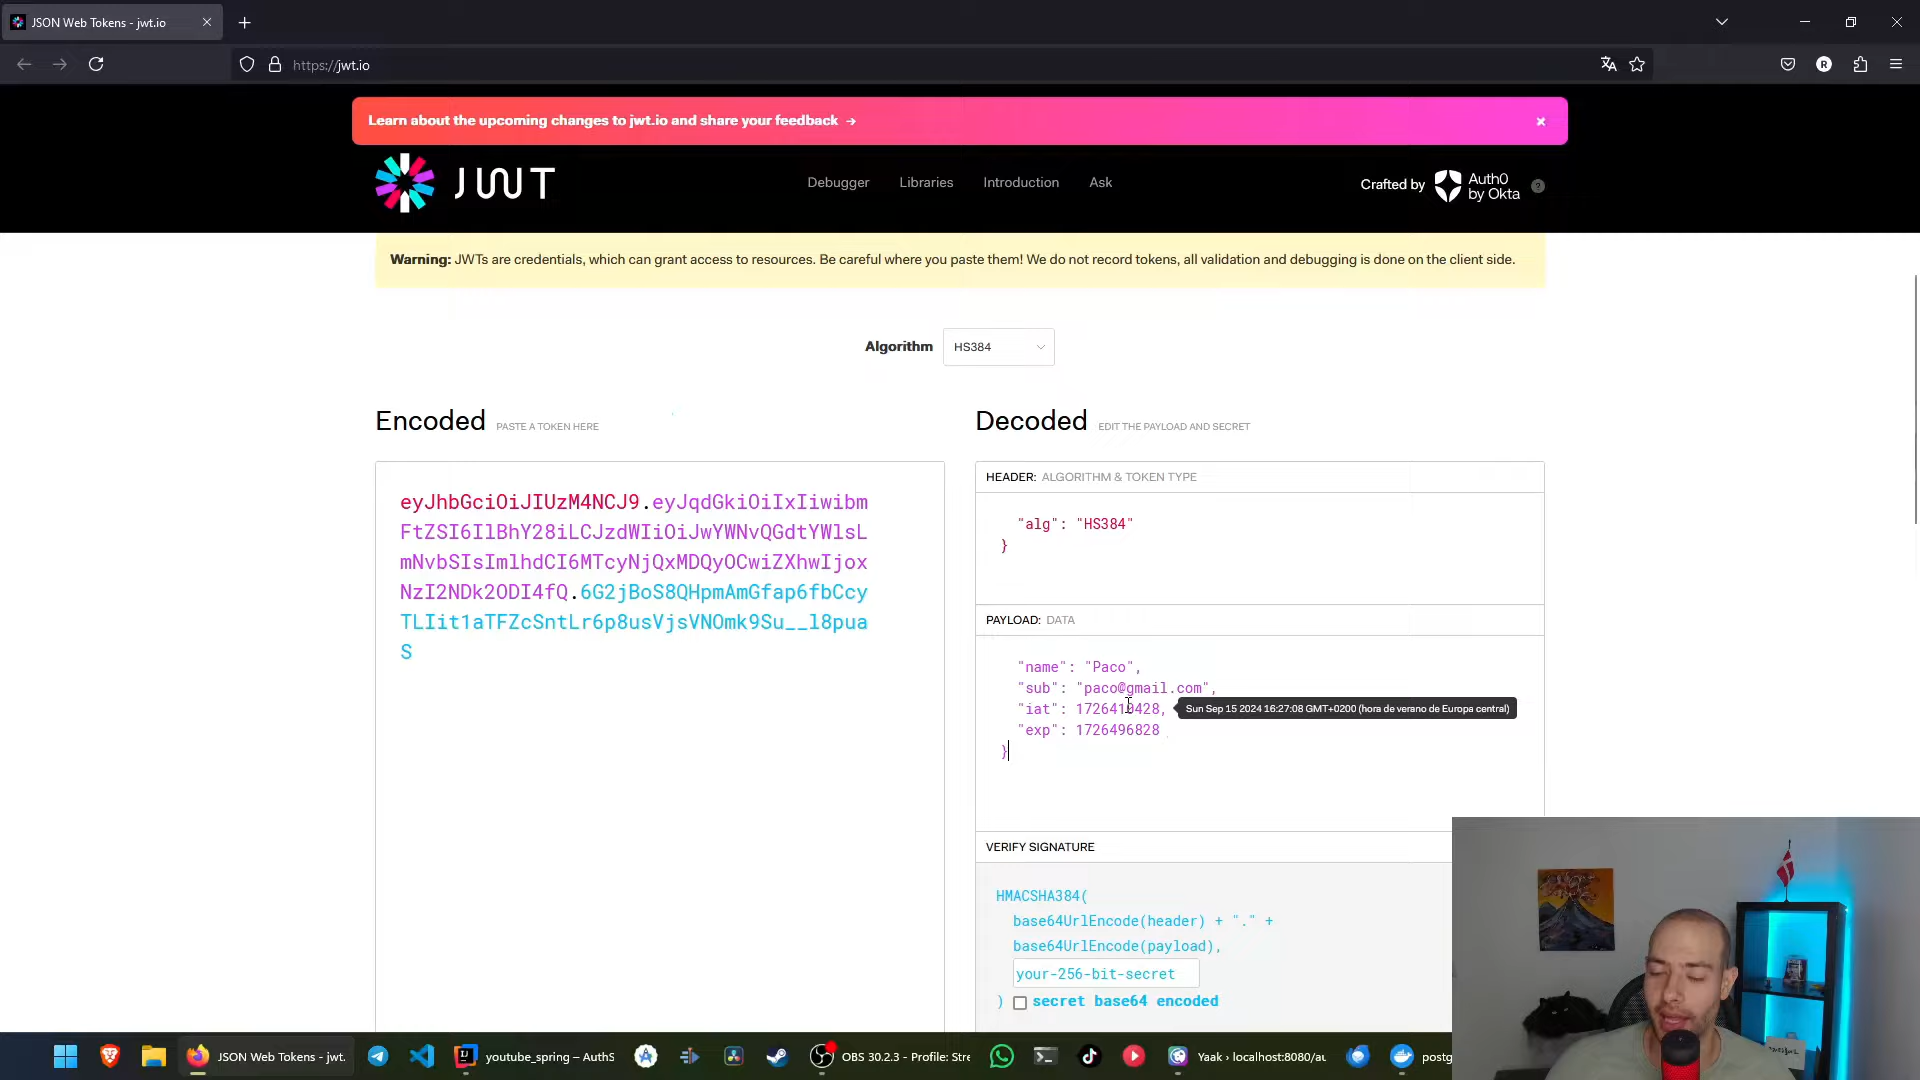 JSON Web Tokens - jwt.io
https://jwt.io
R
Learn about the upcoming changes to jwt.io and share your feedback →
JWT
Debugger
Libraries
Introduction
Ask
Crafted by
Auth0
by Okta
?
Warning: JWTs are credentials, which can grant access to resources. Be careful where you paste them! We do not record tokens, all validation and debugging is done on the client side.
Algorithm
HS384
Encoded PASTE A TOKEN HERE
Decoded EDIT THE PAYLOAD AND SECRET
eyJhbGciOiJIUzM4NCJ9.eyJqdGkiOiIxIiwibm
FtZSI6IlBhY28iLCJzdWIiOiJwYWNvQGdtYWlsL
mNvbSIsImlhdCI6MTcyNjQxMDQyOCwiZXhwIjox
NzI2NDk2ODI4fQ.6G2jBoS8QHpmAmGfap6fbCcy
TLIit1aTFZcSntLr6p8usVjsVNOmk9Su__l8pua
S
HEADER: ALGORITHM & TOKEN TYPE
"alg": "HS384"
}
PAYLOAD: DATA
"name": "Paco",
"sub": "paco@gmail.com",
"iat": 1726410428,
Sun Sep 15 2024 16:27:08 GMT+0200 (hora de verano de Europa central)
"exp": 1726496828
}
VERIFY SIGNATURE
HMACSHA384(
base64UrlEncode(header) + "." +
base64UrlEncode(payload),
your-256-bit-secret
) secret base64 encoded
JSON Web Tokens - jwt.
youtube_spring – AuthS
OBS 30.2.3 - Profile: Stre
Yaak › localhost:8080/au
postg